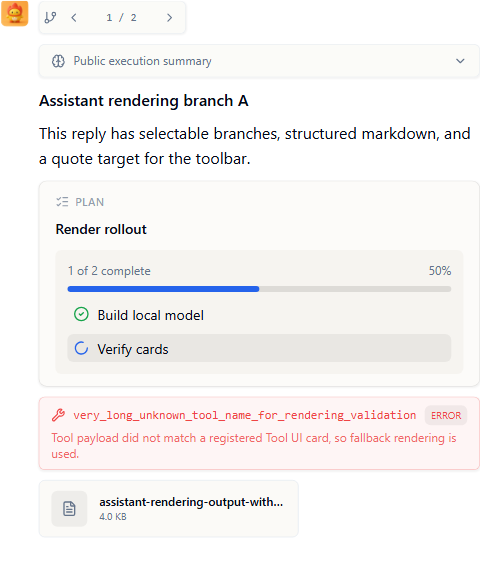 1 / 2
Public execution summary
Assistant rendering branch A
This reply has selectable branches, structured markdown, and
a quote target for the toolbar.
PLAN
Render rollout
1 of 2 complete 50%
Build local model
Verify cards
very_long_unknown_tool_name_for_rendering_validation ERROR
Tool payload did not match a registered Tool UI card, so fallback rendering is
used.
assistant-rendering-output-with...
4.0 KB